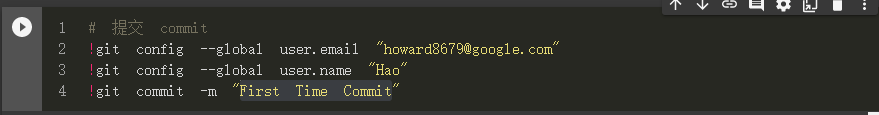 1 # 提交 commit
2 !git config --global user.email "howard8679@google.com"
3 !git config --global user.name "Hao"
4 !git commit -m "First Time Commit"